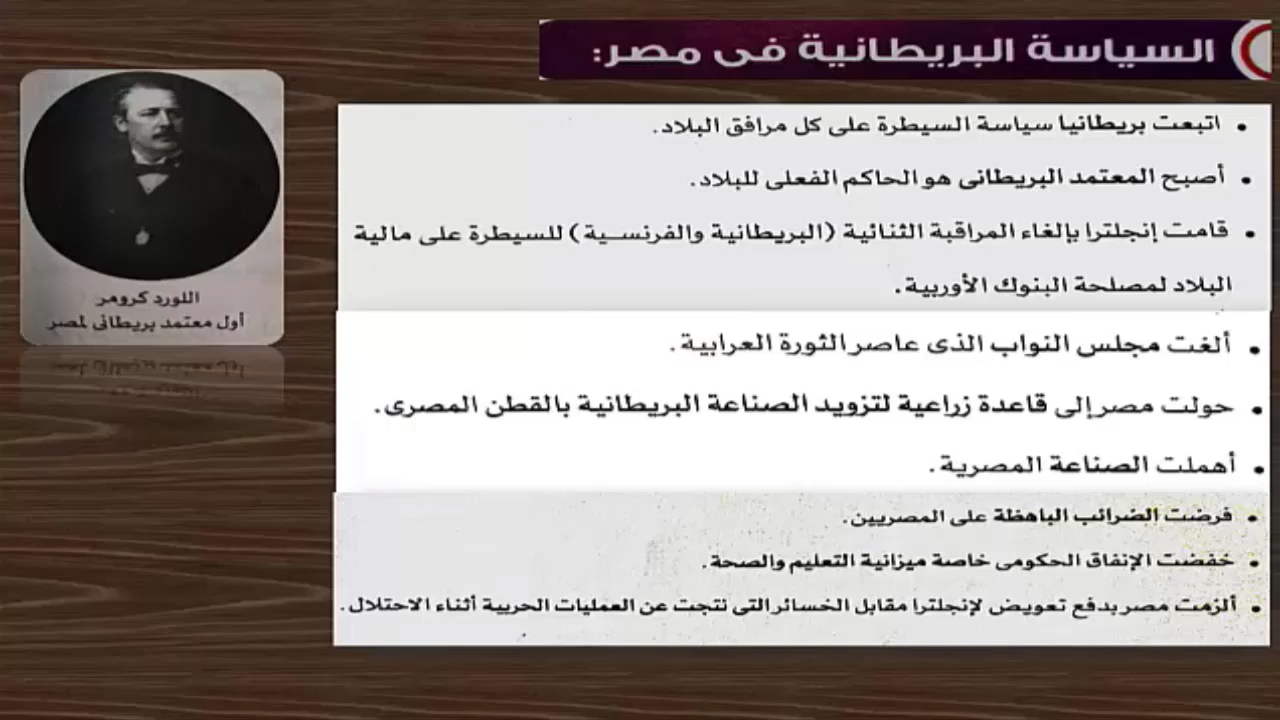 السياسة البريطانية فى مصر:
• اتبعت بريطانيا سياسة السيطرة على كل مرافق البلاد.
• أصبح المعتمد البريطانى هو الحاكم الفعلى للبلاد.
• قامت إنجلترا بإلغاء المراقبة الثنائية (البريطانية والفرنسية) للسيطرة على مالية
البلاد لمصلحة البنوك الأوربية.
• ألغت مجلس النواب الذى عاصر الثورة العرابية.
• حولت مصر إلى قاعدة زراعية لتزويد الصناعة البريطانية بالقطن المصرى.
• أهملت الصناعة المصرية.
• فرضت الضرائب الباهظة على المصريين.
• خفضت الإنفاق الحكومى خاصة ميزانية التعليم والصحة.
• ألزمت مصر بدفع تعويض لإنجلترا مقابل الخسائر التى نتجت عن العمليات الحربية أثناء الاحتلال.
اللورد كرومر
أول معتمد بريطانى لمصر